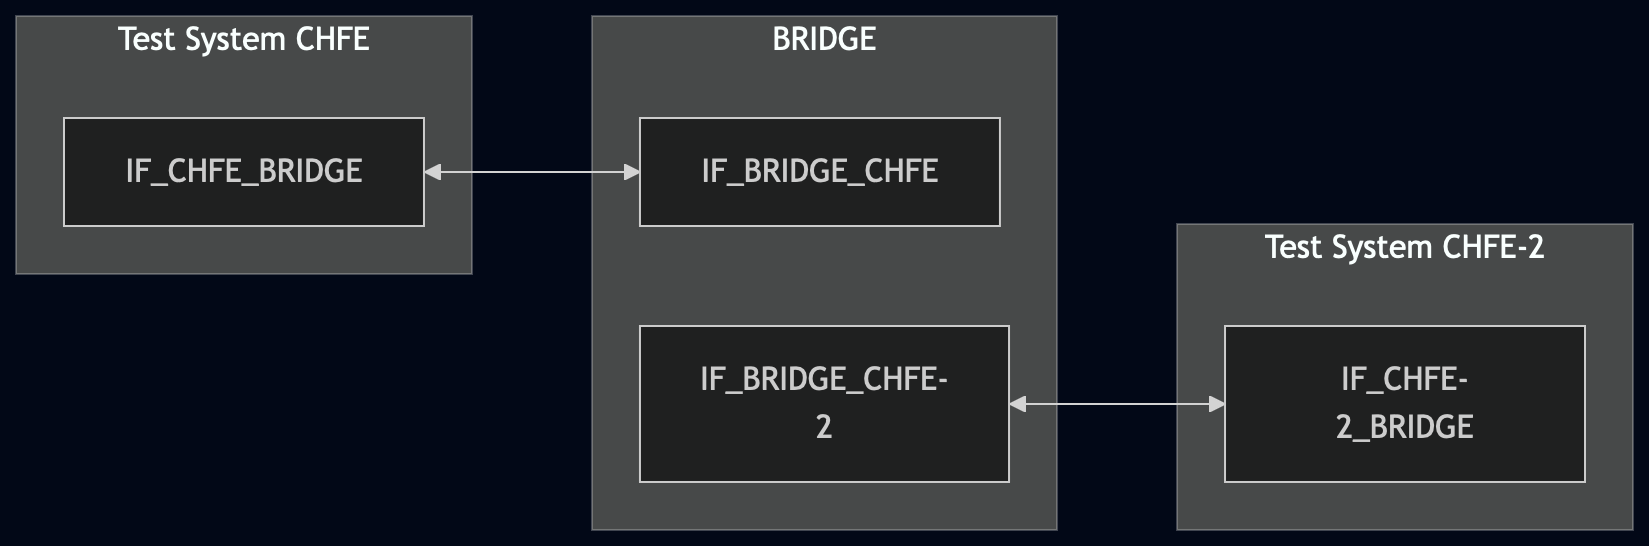 Test System CHFE
IF_CHFE_BRIDGE
BRIDGE
IF_BRIDGE_CHFE
IF_BRIDGE_CHFE-
2
Test System CHFE-2
IF_CHFE-
2_BRIDGE